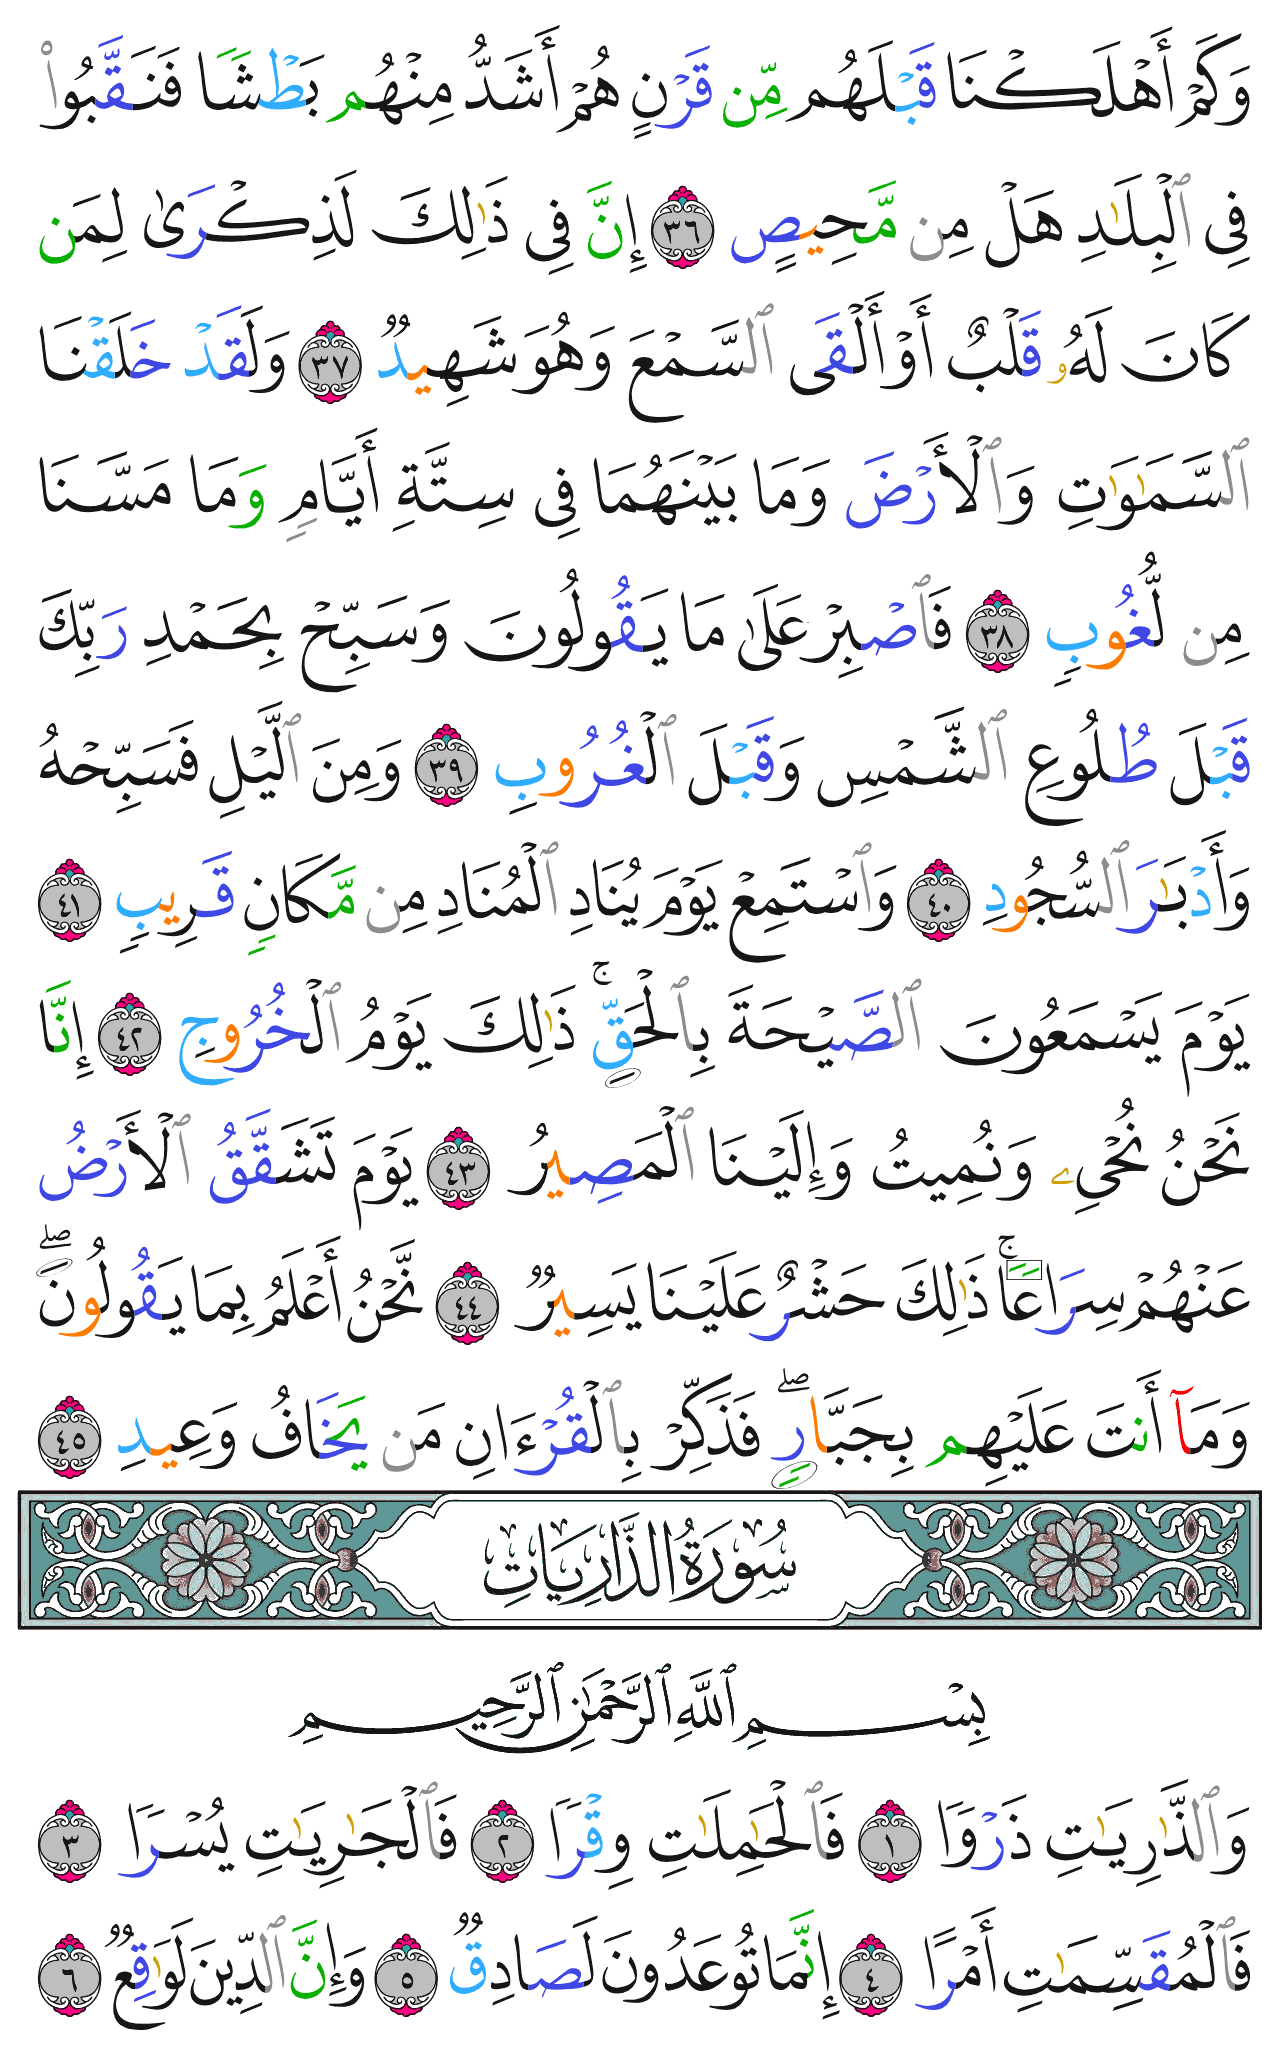 وَكَمۡ أَهۡلَكۡنَا قَبۡلَهُم مِّن قَرۡنٍ هُمۡ أَشَدُّ مِنۡهُم بَطۡشٗا فَنَقَّبُواْ
فِي ٱلۡبِلَٰدِ هَلۡ مِن مَّحِيصٍ ٣٦ إِنَّ فِي ذَٰلِكَ لَذِكۡرَىٰ لِمَن
كَانَ لَهُۥ قَلۡبٌ أَوۡ أَلۡقَى ٱلسَّمۡعَ وَهُوَ شَهِيدٞ ٣٧ وَلَقَدۡ خَلَقۡنَا
ٱلسَّمَٰوَٰتِ وَٱلۡأَرۡضَ وَمَا بَيۡنَهُمَا فِي سِتَّةِ أَيَّامٖ وَمَا مَسَّنَا
مِن لُّغُوبٖ ٣٨ فَٱصۡبِرۡ عَلَىٰ مَا يَقُولُونَ وَسَبِّحۡ بِحَمۡدِ رَبِّكَ
قَبۡلَ طُلُوعِ ٱلشَّمۡسِ وَقَبۡلَ ٱلۡغُرُوبِ ٣٩ وَمِنَ ٱلَّيۡلِ فَسَبِّحۡهُ
وَأَدۡبَٰرَ ٱلسُّجُودِ ٤٠ وَٱسۡتَمِعۡ يَوۡمَ يُنَادِ ٱلۡمُنَادِ مِن مَّكَانٖ قَرِيبٖ ٤١
يَوۡمَ يَسۡمَعُونَ ٱلصَّيۡحَةَ بِٱلۡحَقِّۚ ذَٰلِكَ يَوۡمُ ٱلۡخُرُوجِ ٤٢ إِنَّا
نَحۡنُ نُحۡيِۦ وَنُمِيتُ وَإِلَيۡنَا ٱلۡمَصِيرُ ٤٣ يَوۡمَ تَشَقَّقُ ٱلۡأَرۡضُ
عَنۡهُمۡ سِرَاعٗاۚ ذَٰلِكَ حَشۡرٌ عَلَيۡنَا يَسِيرٞ ٤٤ نَّحۡنُ أَعۡلَمُ بِمَا يَقُولُونَۖ
وَمَآ أَنتَ عَلَيۡهِم بِجَبَّارٖۖ فَذَكِّرۡ بِٱلۡقُرۡءَانِ مَن يَخَافُ وَعِيدِ ٤٥
سُورَةُ الذَّارِيَاتِ
بِسۡمِ ٱللَّهِ ٱلرَّحۡمَٰنِ ٱلرَّحِيمِ
وَٱلذَّٰرِيَٰتِ ذَرۡوٗا ١ فَٱلۡحَٰمِلَٰتِ وِقۡرٗا ٢ فَٱلۡجَٰرِيَٰتِ يُسۡرٗا ٣
فَٱلۡمُقَسِّمَٰتِ أَمۡرًا ٤ إِنَّمَا تُوعَدُونَ لَصَادِقٞ ٥ وَإِنَّ ٱلدِّينَ لَوَٰقِعٞ ٦